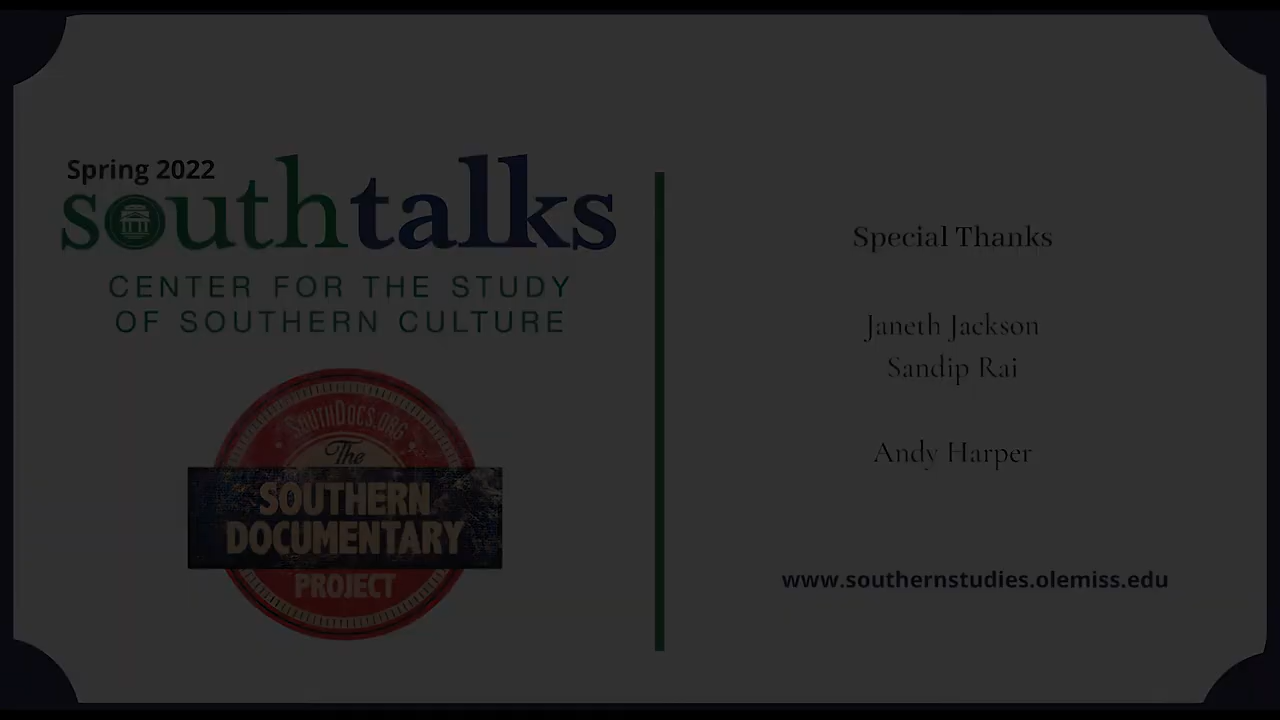 Spring 2022
southtalks
CENTER FOR THE STUDY
OF SOUTHERN CULTURE
SOUTHDOCS.ORG
The
SOUTHERN
DOCUMENTARY
PROJECT
Special Thanks
Janeth Jackson
Sandip Rai
Andy Harper
www.southernstudies.olemiss.edu